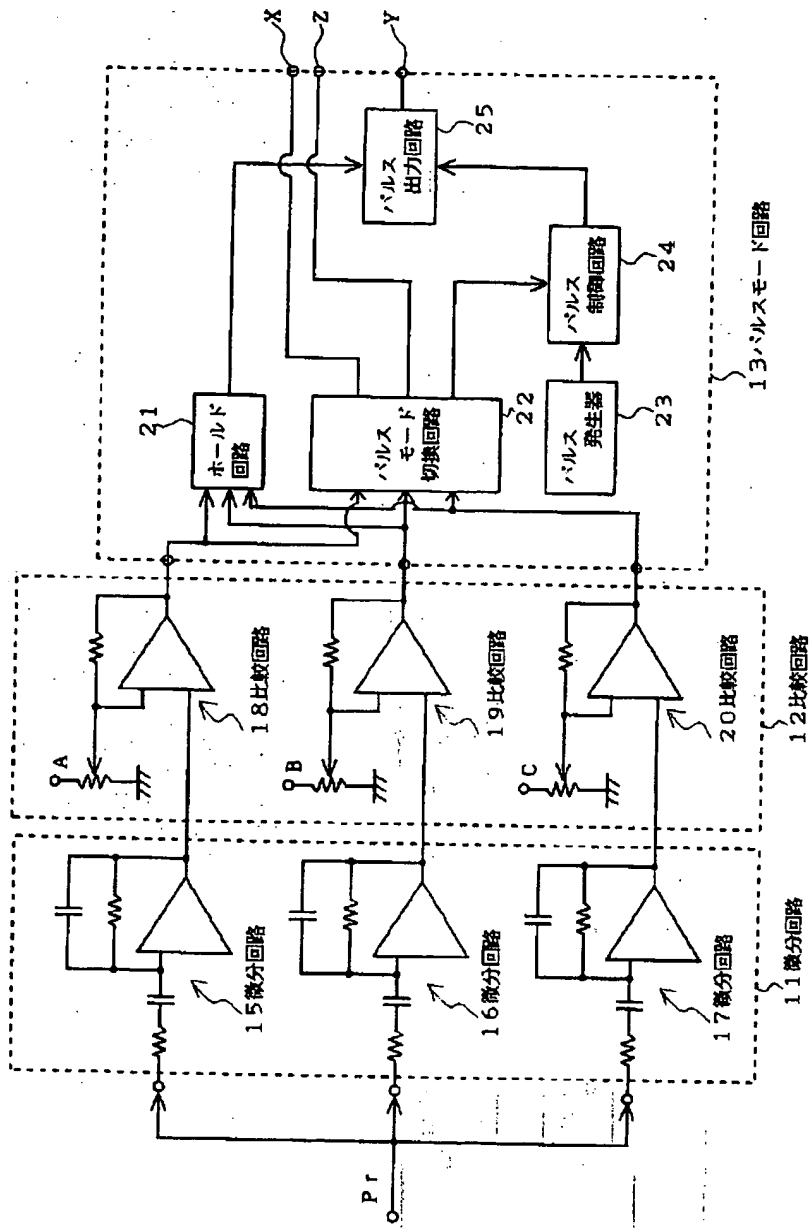 Pr
15微分回路
16微分回路
17微分回路
11微分回路
A
B
C
18比較回路
19比較回路
20比較回路
12比較回路
21
ホールド
回路
パルス
モード
切換回路
22
パルス
発生器
23
パルス
制御回路
24
パルス
出力回路
25
13パルスモード回路
X
Z
Y